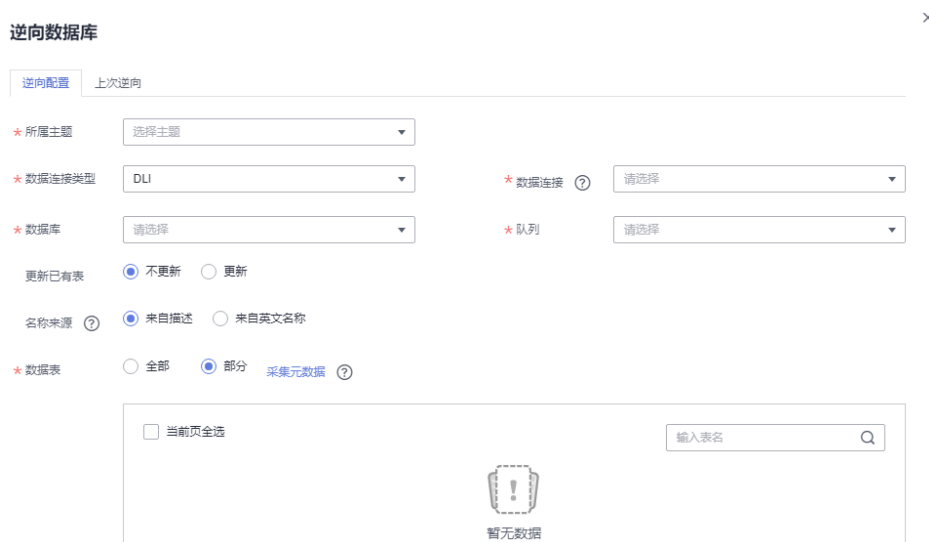 逆向数据库
逆向配置 上次逆向
* 所属主题 选择主题
* 数据连接类型 DLI * 数据连接 ? 请选择
* 数据库 请选择 * 队列 请选择
更新已有表 不更新 更新
名称来源 ? 来自描述 来自英文名称
* 数据表 全部 部分 采集元数据 ?
当前页全选 输入表名
暂无数据